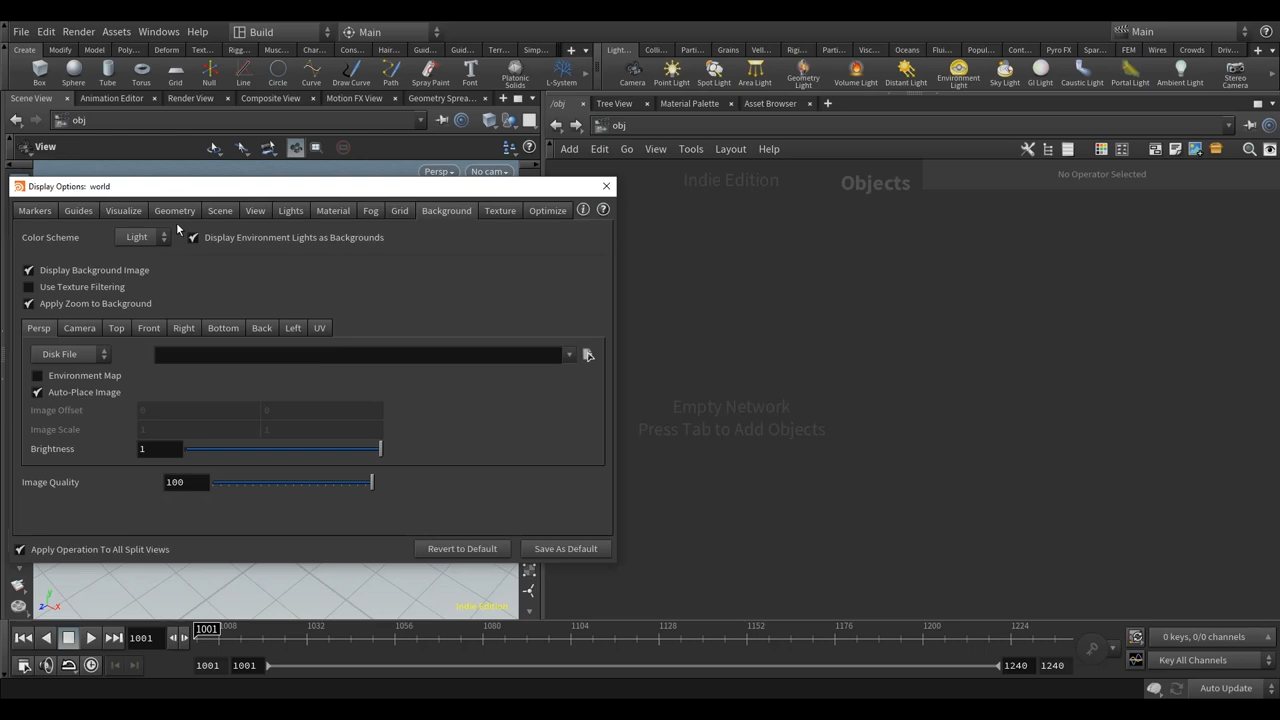 File Edit Render Assets Windows Help Build Main Main
Create Modify Model Poly... Deform Text... Rigg... Musc... Char... Cons... Hair... Guid... Guid... Terr... Simp... Light... Colli... Parti... Grains Vell... Rigi... Parti... Visc... Oceans Flui... Popul... Cont... Pyro FX Spar... FEM Wires Crowds Driv...
Box Sphere Tube Torus Grid Null Line Circle Curve Draw Curve Path Spray Paint Font Platonic Solids L-System Camera Point Light Spot Light Area Light Geometry Light Volume Light Distant Light Environment Light Sky Light GI Light Caustic Light Portal Light Ambient Light Stereo Camera
Scene View Animation Editor Render View Composite View Motion FX View Geometry Sprea... /obj Tree View Material Palette Asset Browser
obj obj
View Add Edit Go View Tools Layout Help
Persp No cam Indie Edition Objects No Operator Selected
Display Options: world
Markers Guides Visualize Geometry Scene View Lights Material Fog Grid Background Texture Optimize
Color Scheme Light Display Environment Lights as Backgrounds
Display Background Image
Use Texture Filtering
Apply Zoom to Background
Persp Camera Top Front Right Bottom Back Left UV
Disk File
Environment Map
Auto-Place Image
Image Offset 0 0
Image Scale 1 1
Brightness 1
Image Quality 100
Apply Operation To All Split Views Revert to Default Save As Default
Empty Network
Press Tab to Add Objects
z y x Indie Edition
1001 1001 1008 1032 1056 1080 1104 1128 1152 1176 1200 1224 0 keys, 0/0 channels
1001 1001 1240 1240 Key All Channels
Auto Update